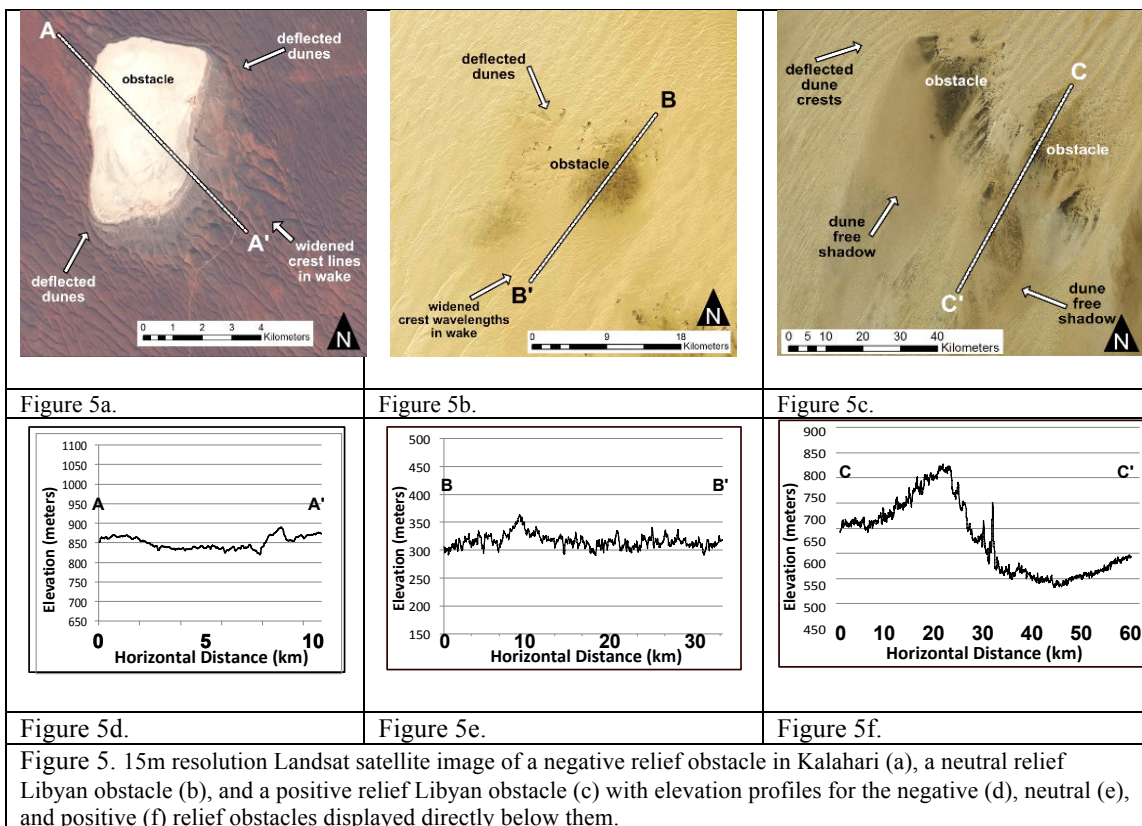 A
deflected
dunes
obstacle
A'
widened
crest lines
in wake
deflected
dunes
0 1 2 3 4
Kilometers
N
deflected
dunes
B
obstacle
B'
widened
crest wavelengths
in wake
0 9 18
Kilometers
N
deflected
dune
crests
obstacle
C
obstacle
dune
free
shadow
C'
dune
free
shadow
0 5 10 20 30 40
Kilometers
N
Figure 5a.
Figure 5b.
Figure 5c.
1100
1050
1000
950
900
850
800
750
700
650
Elevation (meters)
A
A'
0 5 10
Horizontal Distance (km)
500
450
400
350
300
250
200
150
Elevation (meters)
B
B'
0 10 20 30
Horizontal Distance (km)
900
800
750
700
650
600
550
500
450
Elevation (meters)
C
C'
0 10 20 30 40 50 60
Horizontal Distance (km)
Figure 5d.
Figure 5e.
Figure 5f.
Figure 5. 15m resolution Landsat satellite image of a negative relief obstacle in Kalahari (a), a neutral relief
Libyan obstacle (b), and a positive relief Libyan obstacle (c) with elevation profiles for the negative (d), neutral (e),
and positive (f) relief obstacles displayed directly below them.